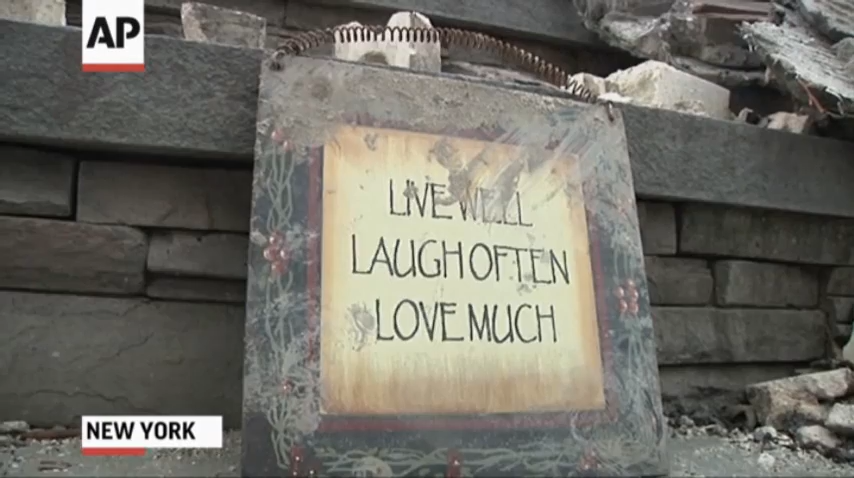 AP
LIVE WELL
LAUGH OFTEN
LOVE MUCH
NEW YORK